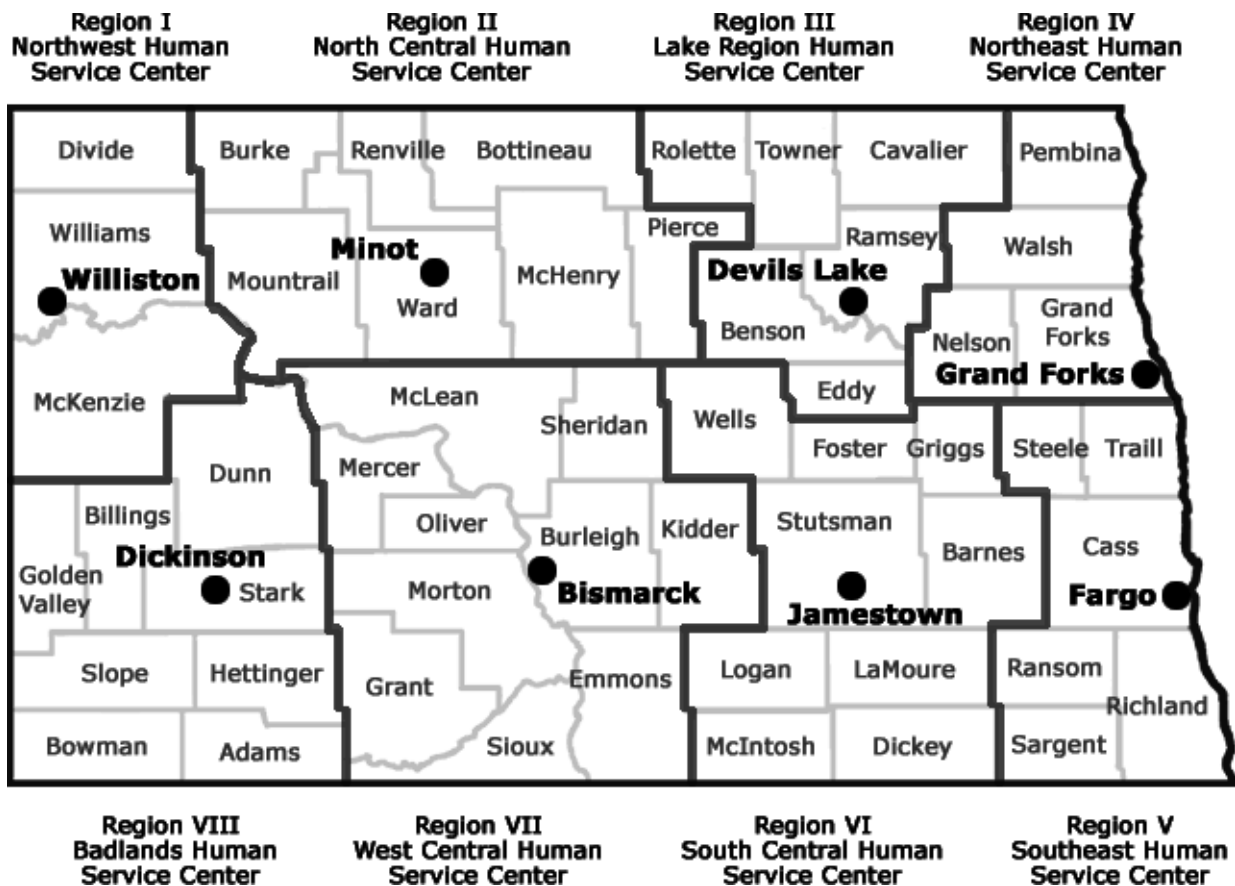 Region I
Northwest Human
Service Center
Region II
North Central Human
Service Center
Region III
Lake Region Human
Service Center
Region IV
Northeast Human
Service Center
Divide
Burke
Renville
Bottineau
Rolette
Towner
Cavalier
Pembina
Williams
Williston
Mountrail
Minot
Ward
McHenry
Pierce
Ramsey
Devils Lake
Benson
Walsh
Nelson
Grand
Forks
Grand Forks
McKenzie
McLean
Sheridan
Wells
Eddy
Foster
Griggs
Steele
Traill
Dunn
Mercer
Oliver
Billings
Dickinson
Golden
Valley
Stark
Morton
Burleigh
Bismarck
Kidder
Stutsman
Jamestown
Barnes
Cass
Fargo
Slope
Hettinger
Grant
Emmons
Logan
LaMoure
Ransom
Richland
Bowman
Adams
Sioux
McIntosh
Dickey
Sargent
Region VIII
Badlands Human
Service Center
Region VII
West Central Human
Service Center
Region VI
South Central Human
Service Center
Region V
Southeast Human
Service Center